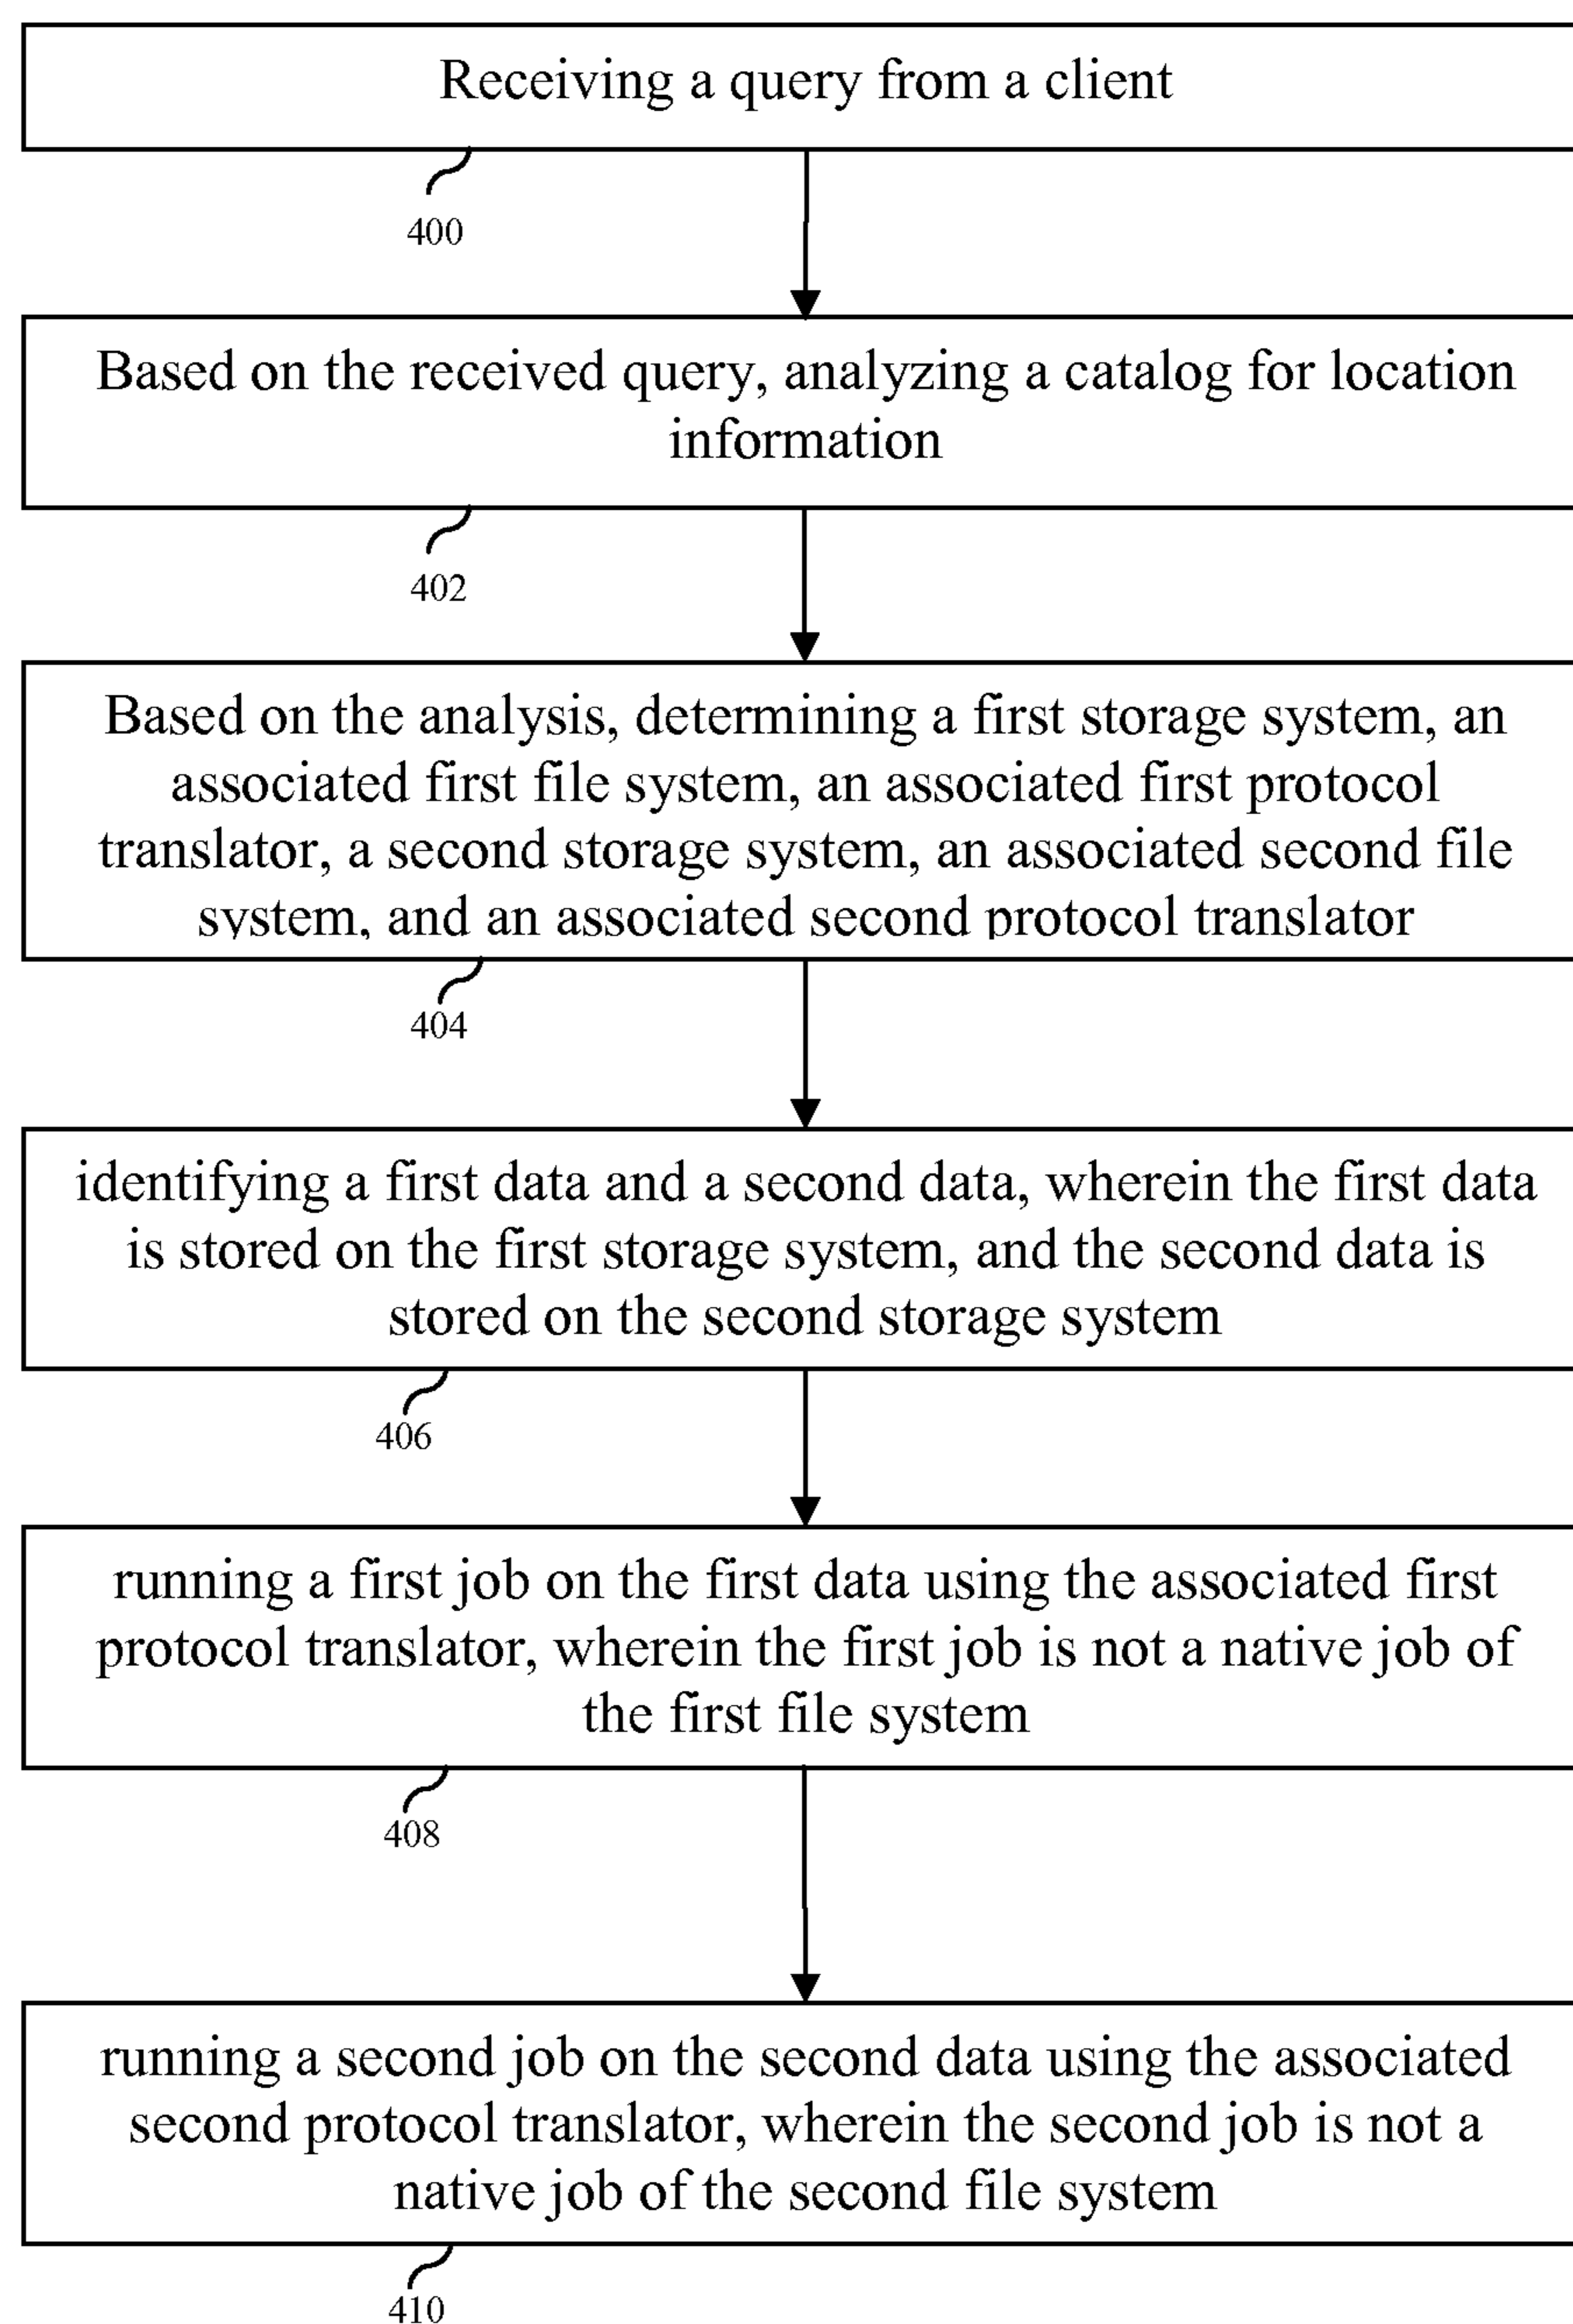 Receiving a query from a client
400
Based on the received query, analyzing a catalog for location
information
402
Based on the analysis, determining a first storage system, an
associated first file system, an associated first protocol
translator, a second storage system, an associated second file
system, and an associated second protocol translator
404
identifying a first data and a second data, wherein the first data
is stored on the first storage system, and the second data is
stored on the second storage system
406
running a first job on the first data using the associated first
protocol translator, wherein the first job is not a native job of
the first file system
408
running a second job on the second data using the associated
second protocol translator, wherein the second job is not a
native job of the second file system
410